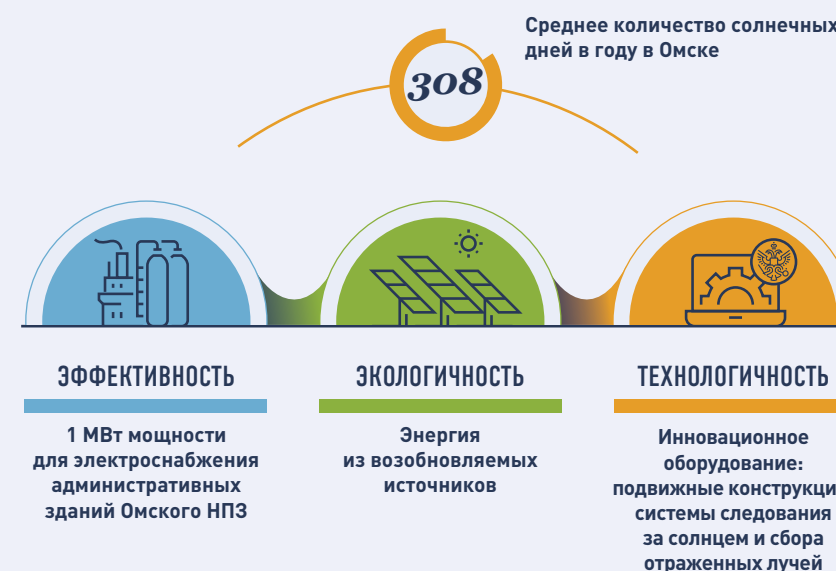 Среднее количество солнечных
дней в году в Омске
308
ЭФФЕКТИВНОСТЬ
1 МВт мощности
для электроснабжения
административных
зданий Омского НПЗ
ЭКОЛОГИЧНОСТЬ
Энергия
из возобновляемых
источников
ТЕХНОЛОГИЧНОСТЬ
Инновационное
оборудование:
подвижные конструкци
системы следования
за солнцем и сбора
отраженных лучей